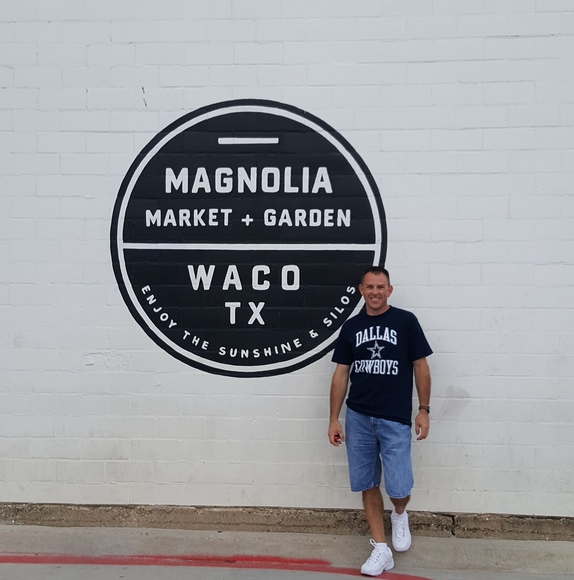 MAGNOLIA
MARKET + GARDEN
WACO
TX
ENJOY THE SUNSHINE & SILOS
DALLAS
COWBOYS